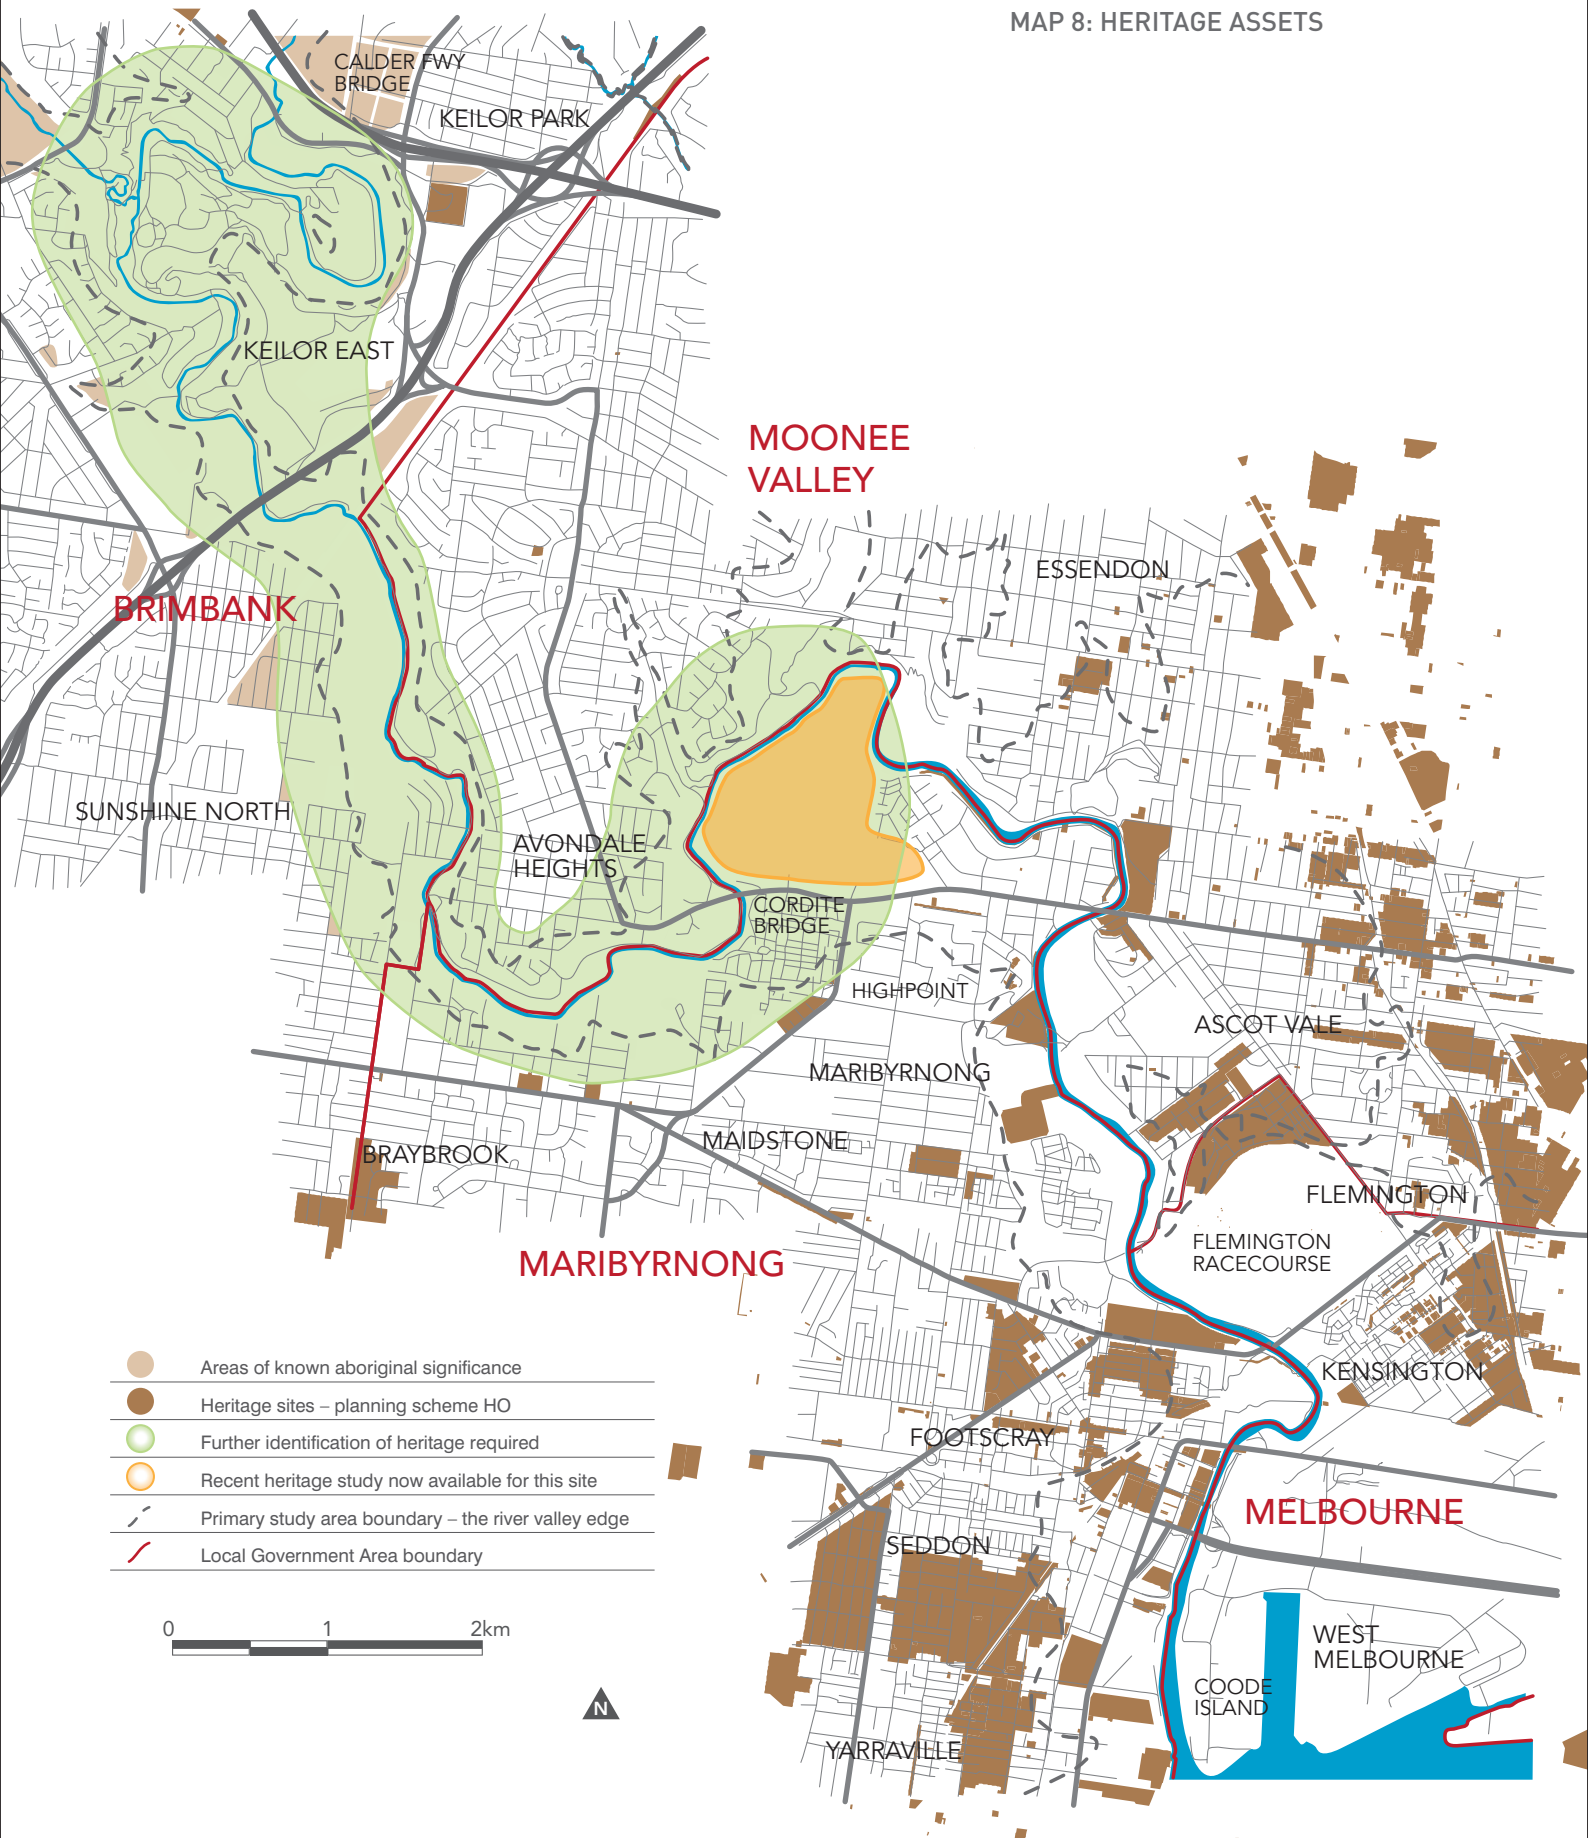 MAP 8: HERITAGE ASSETS
CALDER FWY
BRIDGE
KEILOR PARK
KEILOR EAST
MOONEE
VALLEY
ESSENDON
BRIMBANK
SUNSHINE NORTH
AVONDALE
HEIGHTS
CORDITE
BRIDGE
HIGHPOINT
ASCOT VALE
MARIBYRNONG
MAIDSTONE
BRAYBROOK
FLEMINGTON
FLEMINGTON
RACECOURSE
MARIBYRNONG
KENSINGTON
FOOTSCRAY
MELBOURNE
SEDDON
WEST
MELBOURNE
COODE
ISLAND
YARRAVILLE
Areas of known aboriginal significance
Heritage sites – planning scheme HO
Further identification of heritage required
Recent heritage study now available for this site
Primary study area boundary – the river valley edge
Local Government Area boundary
0 1 2km
N